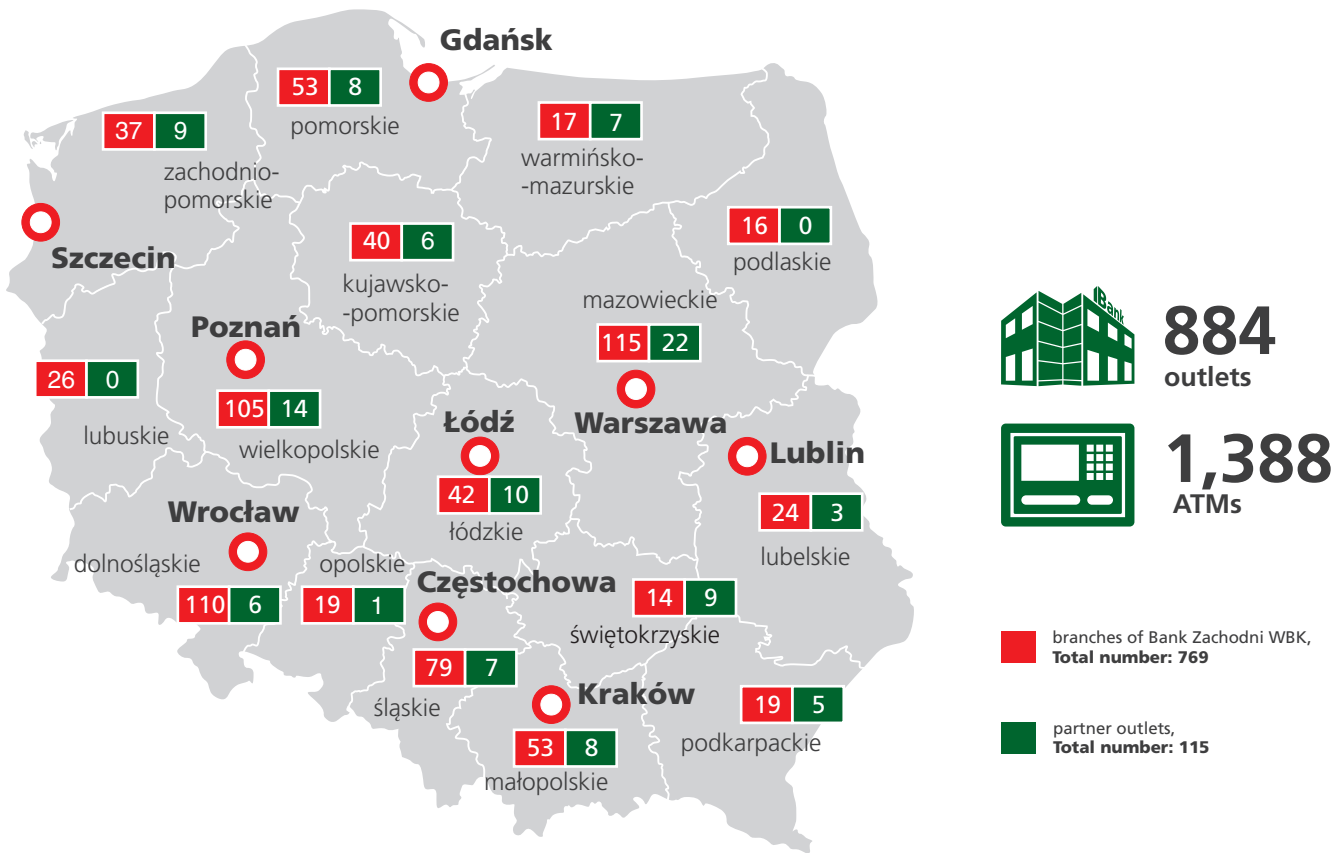 Gdańsk
53 8
pomorskie
37 9
zachodnio-
pomorskie
17 7
warmińsko-
-mazurskie
Szczecin
40 6
kujawsko-
-pomorskie
16 0
podlaskie
mazowieckie
115 22
Warszawa
Poznań
105 14
wielkopolskie
26 0
lubuskie
Łódź
42 10
łódzkie
Lublin
24 3
lubelskie
Wrocław
dolnośląskie
110 6
opolskie
19 1
Częstochowa
79 7
śląskie
14 9
świętokrzyskie
Kraków
53 8
małopolskie
19 5
podkarpackie
Bank
884
outlets
1,388
ATMs
branches of Bank Zachodni WBK,
Total number: 769
partner outlets,
Total number: 115